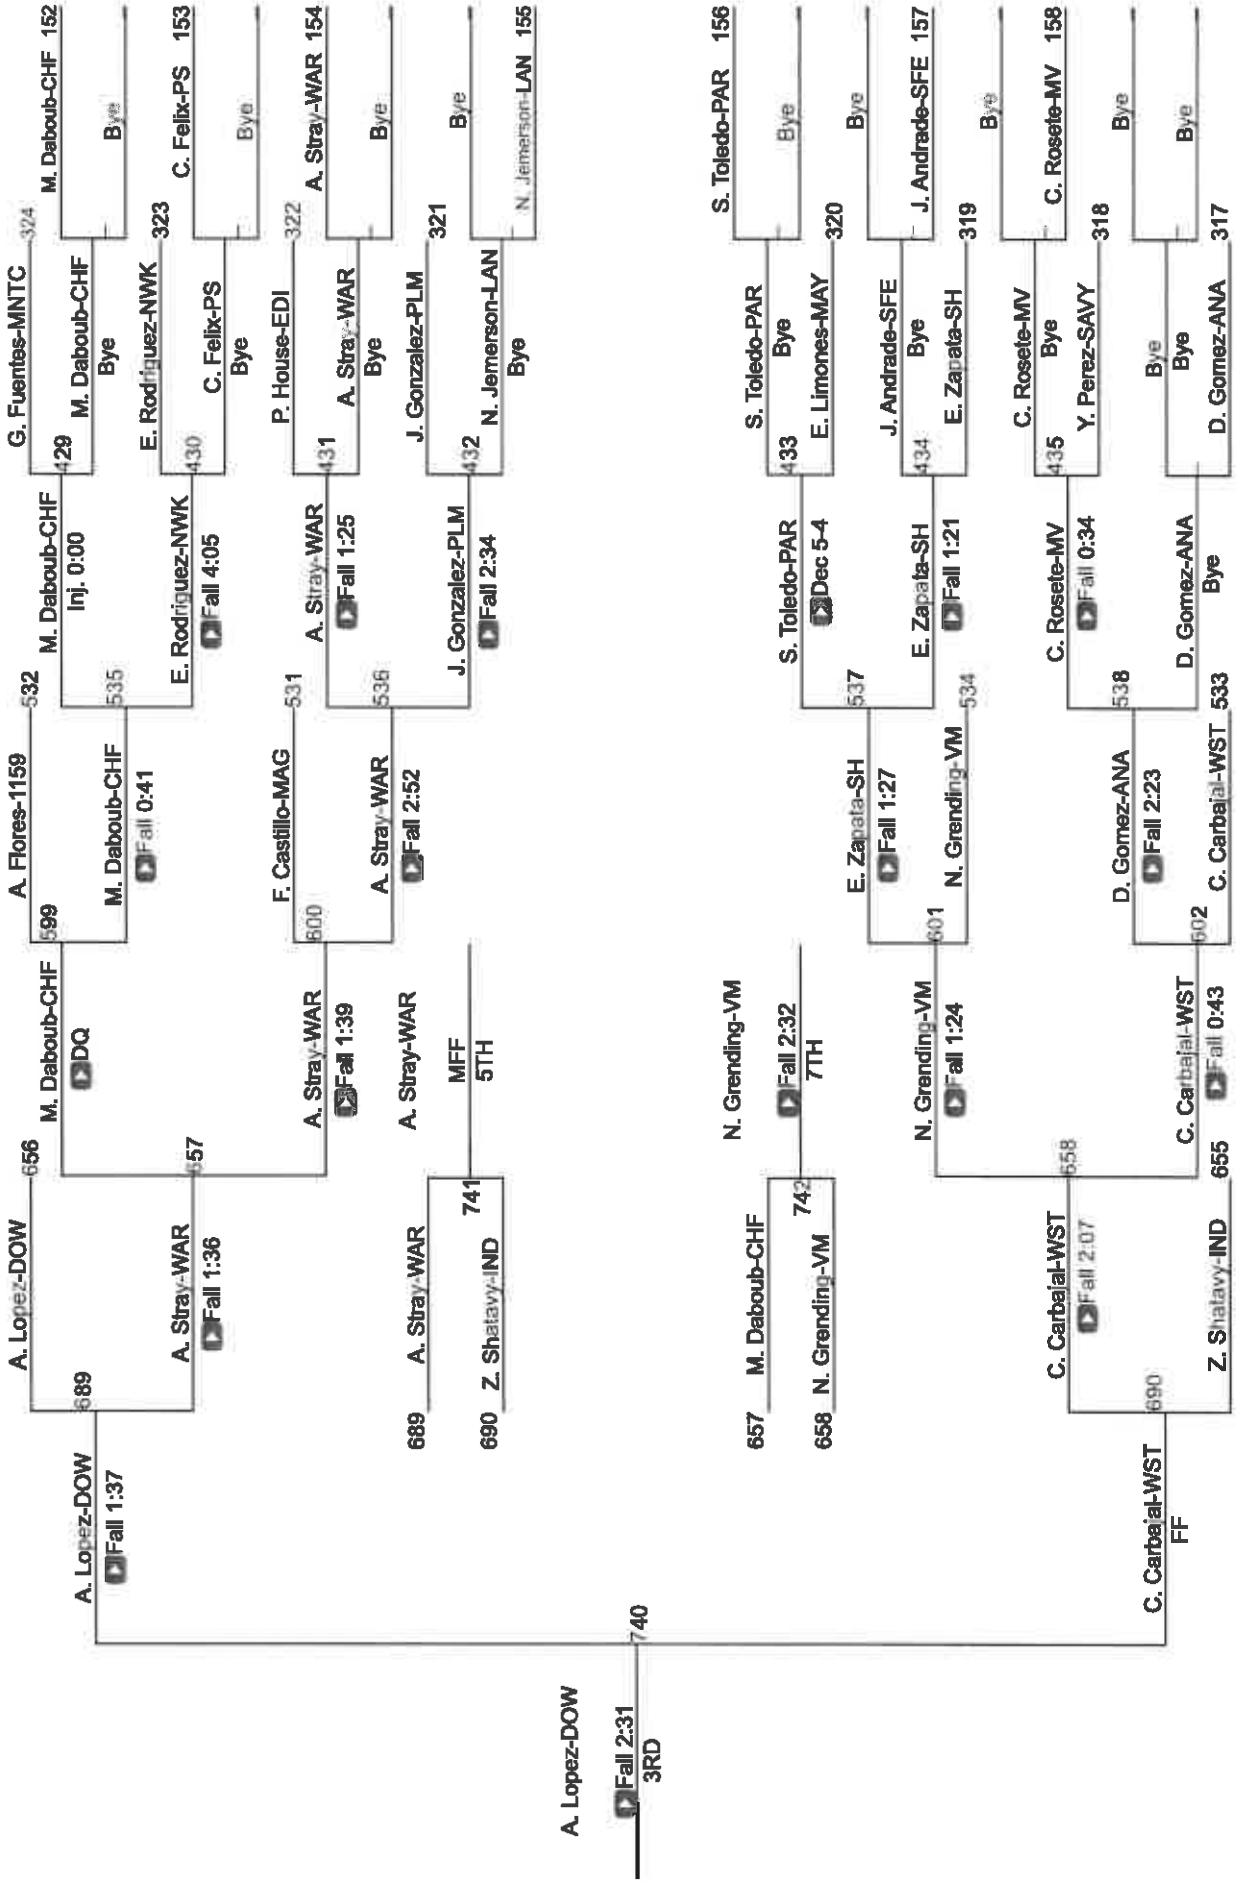 M. Daboub-CHF 152
Bye
C. Felix-PS 153
Bye
A. Stray-WAR 154
Bye
Bye
N. Jemerson-LAN 155
S. Toledo-PAR 156
Bye
Bye
J. Andrade-SFE 157
Bye
C. Rosete-MV 158
Bye
Bye
G. Fuentes-MNTC 324
M. Daboub-CHF
Bye
E. Rodriguez-NWK 323
C. Felix-PS
Bye
P. House-EDI 322
A. Stray-WAR
Bye
J. Gonzalez-PLM 321
N. Jemerson-LAN
Bye
S. Toledo-PAR
Bye
E. Limones-MAY 320
J. Andrade-SFE
Bye
E. Zapata-SH 319
C. Rosete-MV
Bye
Y. Perez-SAVY 318
Bye
Bye
D. Gomez-ANA 317
M. Daboub-CHF 429
Inj. 0:00
E. Rodriguez-NWK 430
Fall 4:05
A. Stray-WAR 431
Fall 1:25
J. Gonzalez-PLM 432
Fall 2:34
S. Toledo-PAR 433
Dec 5-4
E. Zapata-SH 434
Fall 1:21
C. Rosete-MV 435
Fall 0:34
D. Gomez-ANA
Bye
A. Flores-1159 532
M. Daboub-CHF 535
Fall 0:41
F. Castillo-MAG 531
A. Stray-WAR 536
Fall 2:52
E. Zapata-SH 537
Fall 1:27
N. Grending-VM 534
D. Gomez-ANA 538
Fall 2:23
C. Carbajal-WST 533
M. Daboub-CHF 599
DQ
A. Stray-WAR 600
Fall 1:39
A. Stray-WAR
MFF
5TH
N. Grending-VM
Fall 2:32
7TH
N. Grending-VM 601
Fall 1:24
C. Carbajal-WST 602
Fall 0:43
A. Lopez-DOW 656
A. Stray-WAR 657
Fall 1:36
689 A. Stray-WAR
741
690 Z. Shatavy-IND
657 M. Daboub-CHF
742
658 N. Grending-VM
C. Carbajal-WST 658
Fall 2:07
Z. Shatavy-IND 655
A. Lopez-DOW 689
Fall 1:37
C. Carbajal-WST 690
FF
A. Lopez-DOW 740
Fall 2:31
3RD